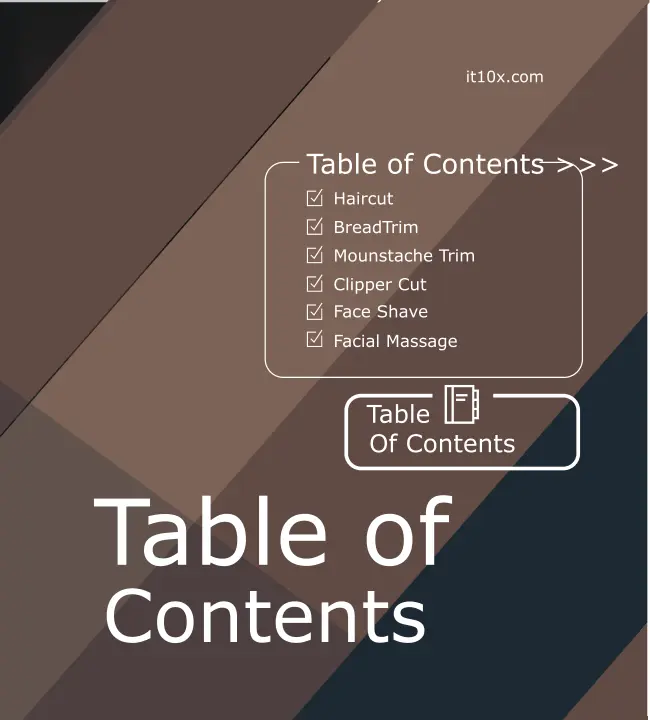 it10x.com
Table of Contents >>>
Haircut
BreadTrim
Mounstache Trim
Clipper Cut
Face Shave
Facial Massage
Table
Of Contents
Table of
Contents